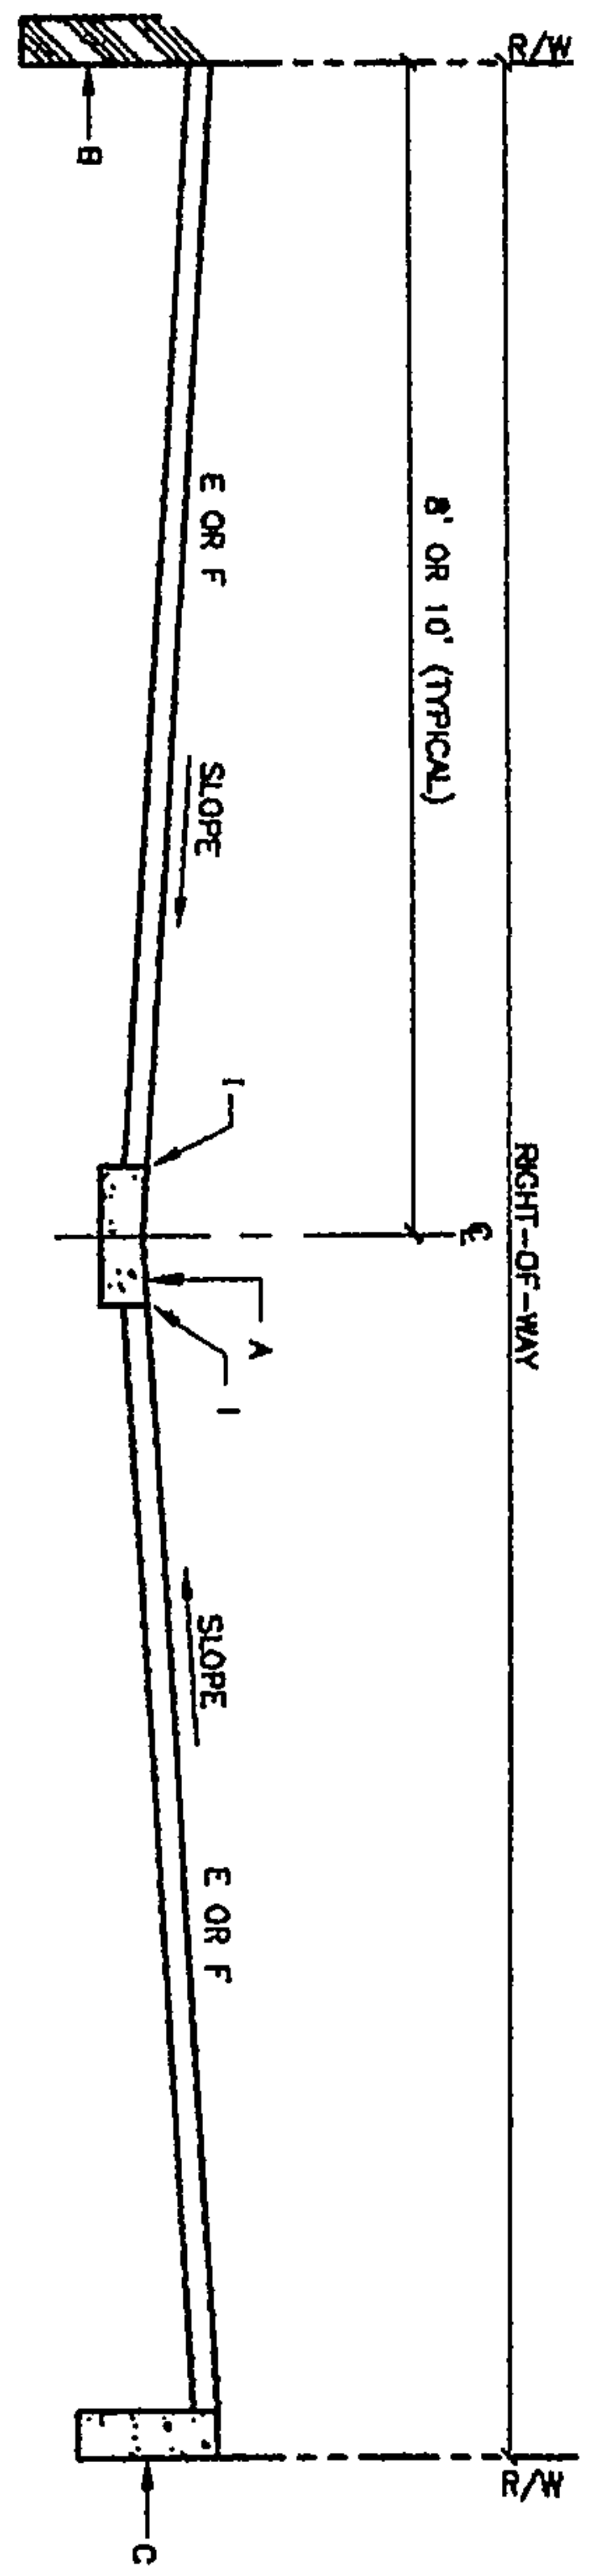 R/W
RIGHT-OF-WAY
R/W
8' OR 10' (TYPICAL)
℄
E OR F
SLOPE
I
A
I
SLOPE
E OR F
B
C